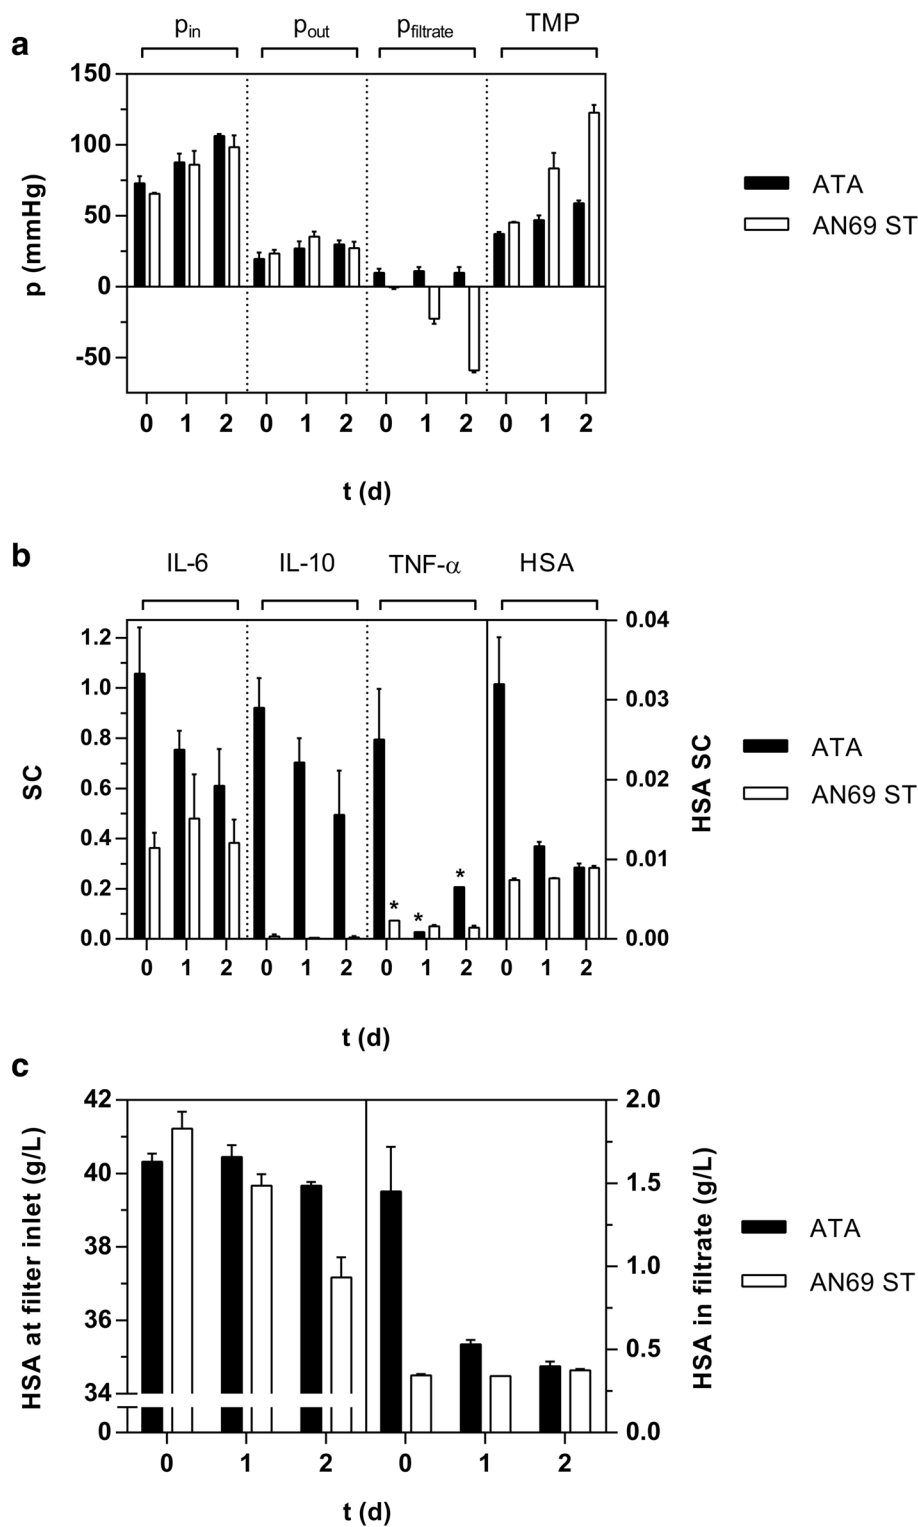 a
p_in p_out p_filtrate TMP
150
100
50
0
-50
p (mmHg)
0 1 2 0 1 2 0 1 2 0 1 2
t (d)
ATA
AN69 ST
b
IL-6 IL-10 TNF-α HSA
1.2
1.0
0.8
0.6
0.4
0.2
0.0
SC
* * *
0.04
0.03
0.02
0.01
0.00
HSA SC
0 1 2 0 1 2 0 1 2 0 1 2
t (d)
ATA
AN69 ST
c
42
40
38
36
34
0
HSA at filter inlet (g/L)
2.0
1.5
1.0
0.5
0.0
HSA in filtrate (g/L)
0 1 2 0 1 2
t (d)
ATA
AN69 ST